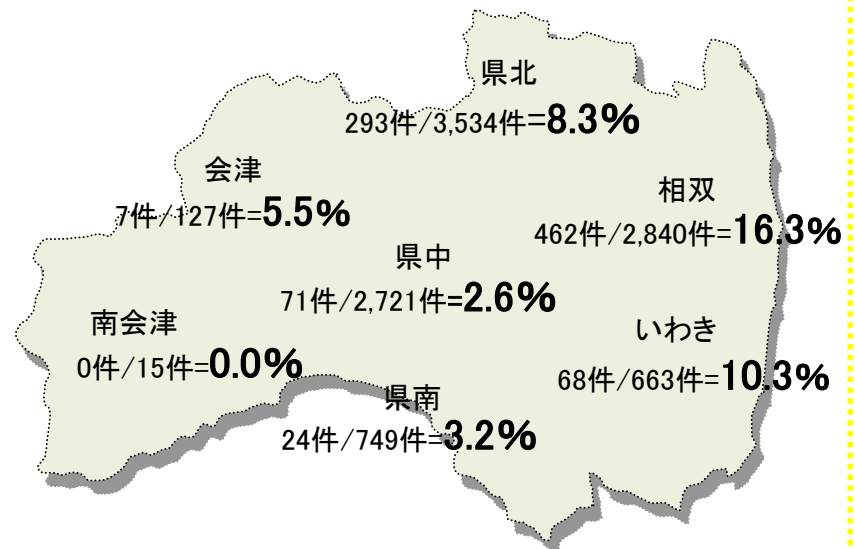 県北
293件/3,534件=8.3%
会津
7件/127件=5.5%
相双
462件/2,840件=16.3%
県中
71件/2,721件=2.6%
南会津
0件/15件=0.0%
いわき
68件/663件=10.3%
県南
24件/749件=3.2%